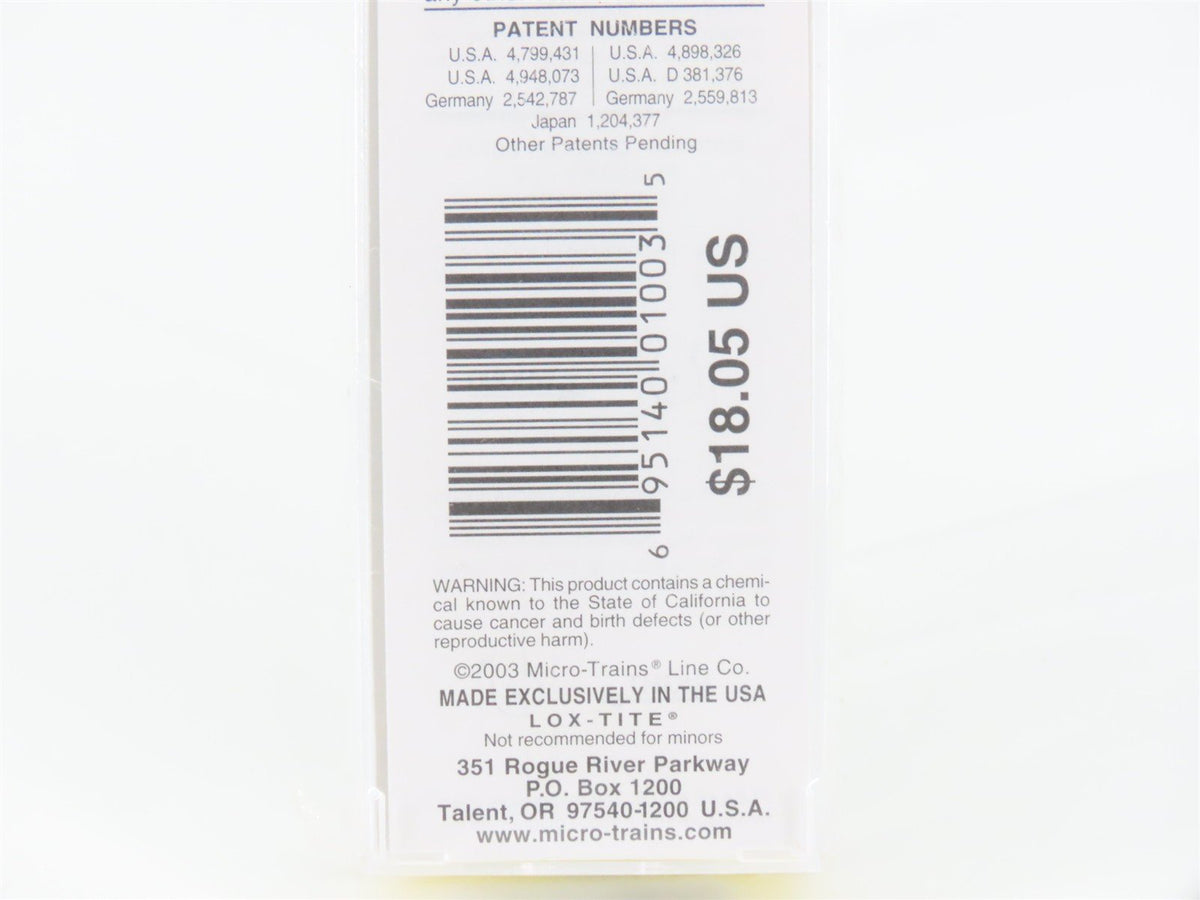 PATENT NUMBERS
U.S.A. 4,799,431 U.S.A. 4,898,326
U.S.A. 4,948,073 U.S.A. D 381,376
Germany 2,542,787 Germany 2,559,813
Japan 1,204,377
Other Patents Pending
6 95140 01003 5
$18.05 US
WARNING: This product contains a chemi-
cal known to the State of California to
cause cancer and birth defects (or other
reproductive harm).
©2003 Micro-Trains® Line Co.
MADE EXCLUSIVELY IN THE USA
LOX-TITE®
Not recommended for minors
351 Rogue River Parkway
P.O. Box 1200
Talent, OR 97540-1200 U.S.A.
www.micro-trains.com